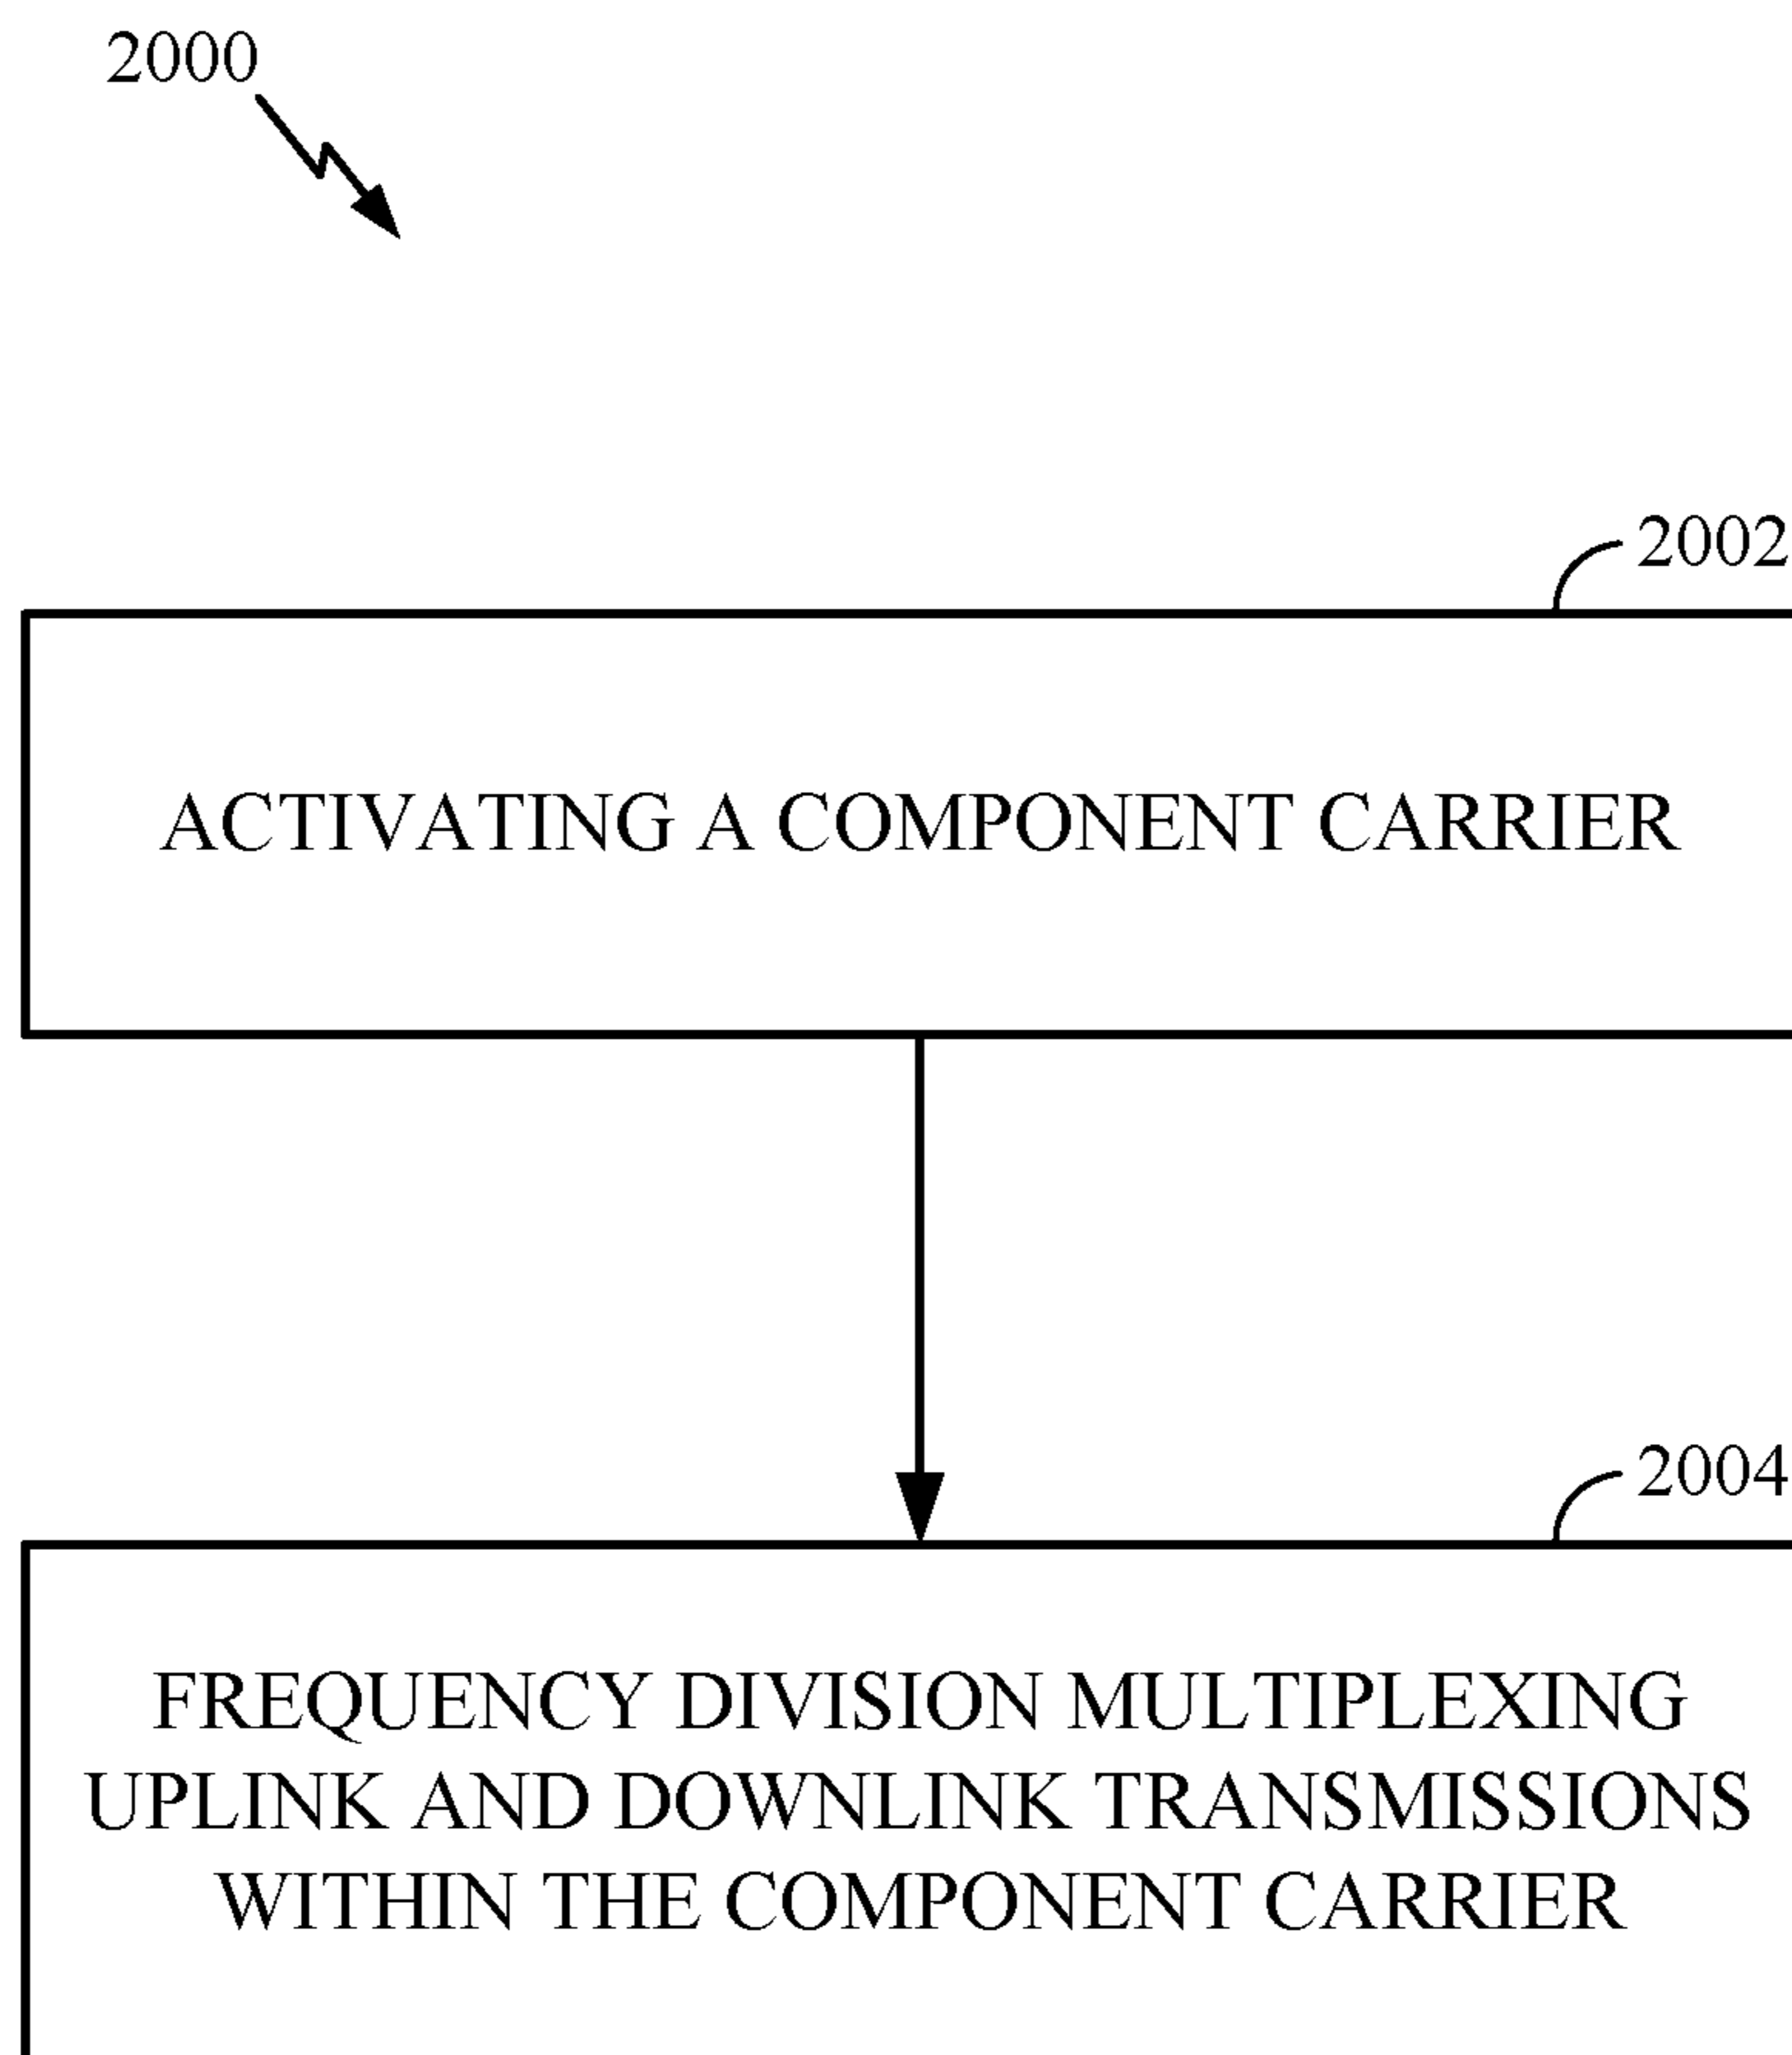 2000
2002
ACTIVATING A COMPONENT CARRIER
2004
FREQUENCY DIVISION MULTIPLEXING
UPLINK AND DOWNLINK TRANSMISSIONS
WITHIN THE COMPONENT CARRIER